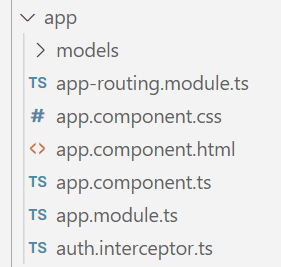 app
models
TS app-routing.module.ts
# app.component.css
<> app.component.html
TS app.component.ts
TS app.module.ts
TS auth.interceptor.ts